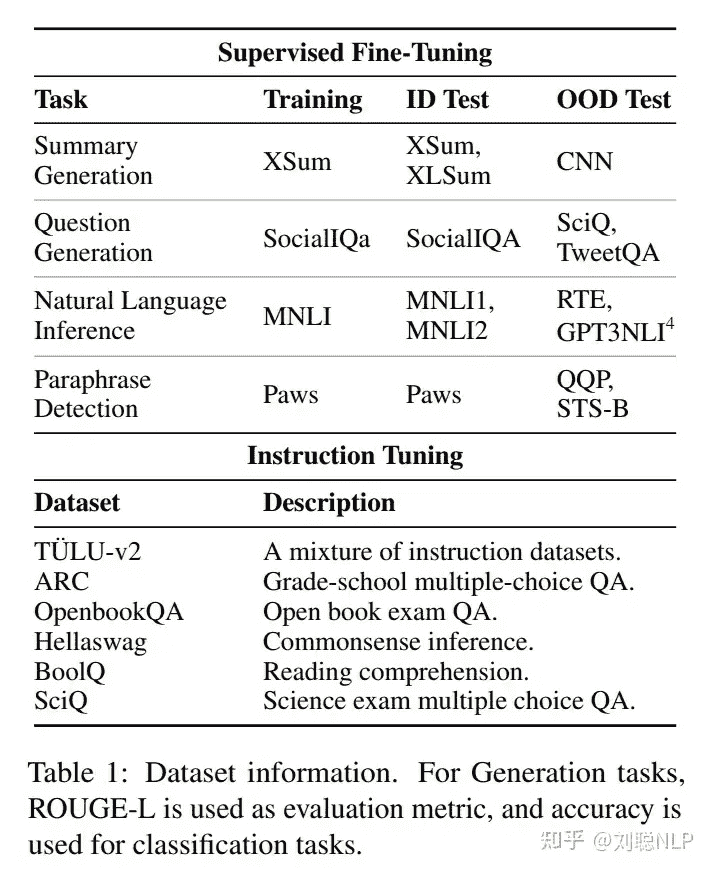 Supervised Fine-Tuning
Task Training ID Test OOD Test
Summary Generation XSum XSum, XLSum CNN
Question Generation SocialIQa SocialIQA SciQ, TweetQA
Natural Language Inference MNLI MNLI1, MNLI2 RTE, GPT3NLI4
Paraphrase Detection Paws Paws QQP, STS-B
Instruction Tuning
Dataset Description
TÜLU-v2 A mixture of instruction datasets.
ARC Grade-school multiple-choice QA.
OpenbookQA Open book exam QA.
Hellaswag Commonsense inference.
BoolQ Reading comprehension.
SciQ Science exam multiple choice QA.
Table 1: Dataset information. For Generation tasks,
ROUGE-L is used as evaluation metric, and accuracy is
used for classification tasks.
知乎 @刘聪NLP